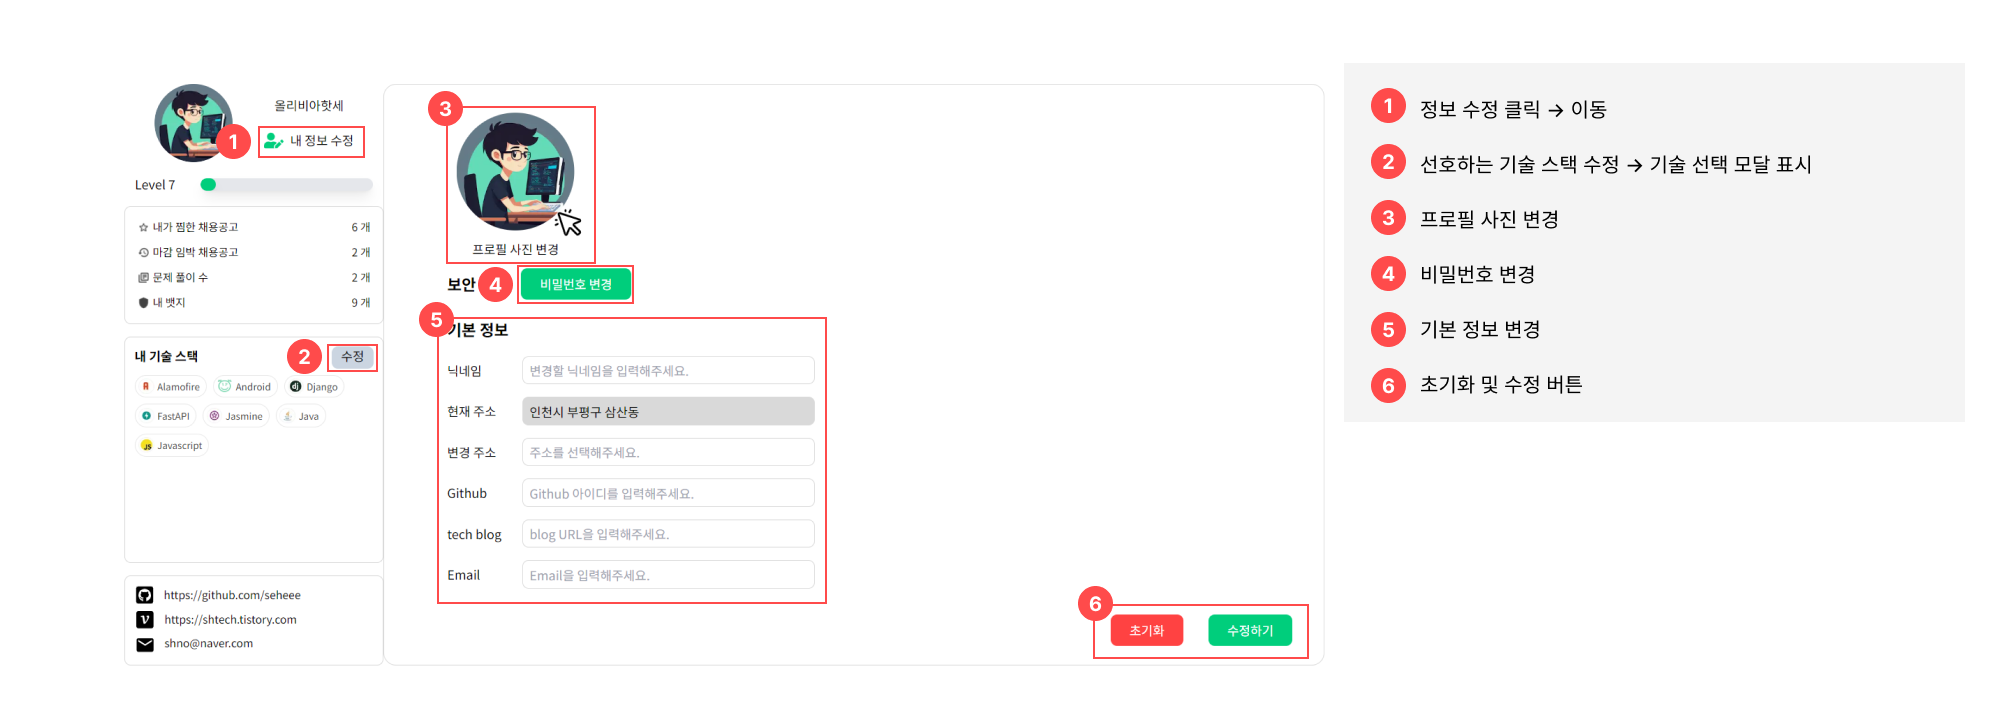 올리비아핫세
1
내 정보 수정
Level 7
내가 찜한 채용공고 6 개
마감 임박 채용공고 2 개
문제 풀이 수 2 개
내 뱃지 9 개
내 기술 스택
2
수정
Alamofire
Android
dj
Django
FastAPI
Jasmine
Java
JS
Javascript
https://github.com/seheee
v
https://shtech.tistory.com
shno@naver.com
3
프로필 사진 변경
보안
4
비밀번호 변경
5
기본 정보
닉네임
변경할 닉네임을 입력해주세요.
현재 주소
인천시 부평구 삼산동
변경 주소
주소를 선택해주세요.
Github
Github 아이디를 입력해주세요.
tech blog
blog URL을 입력해주세요.
Email
Email을 입력해주세요.
6
초기화
수정하기
1 정보 수정 클릭 → 이동
2 선호하는 기술 스택 수정 → 기술 선택 모달 표시
3 프로필 사진 변경
4 비밀번호 변경
5 기본 정보 변경
6 초기화 및 수정 버튼